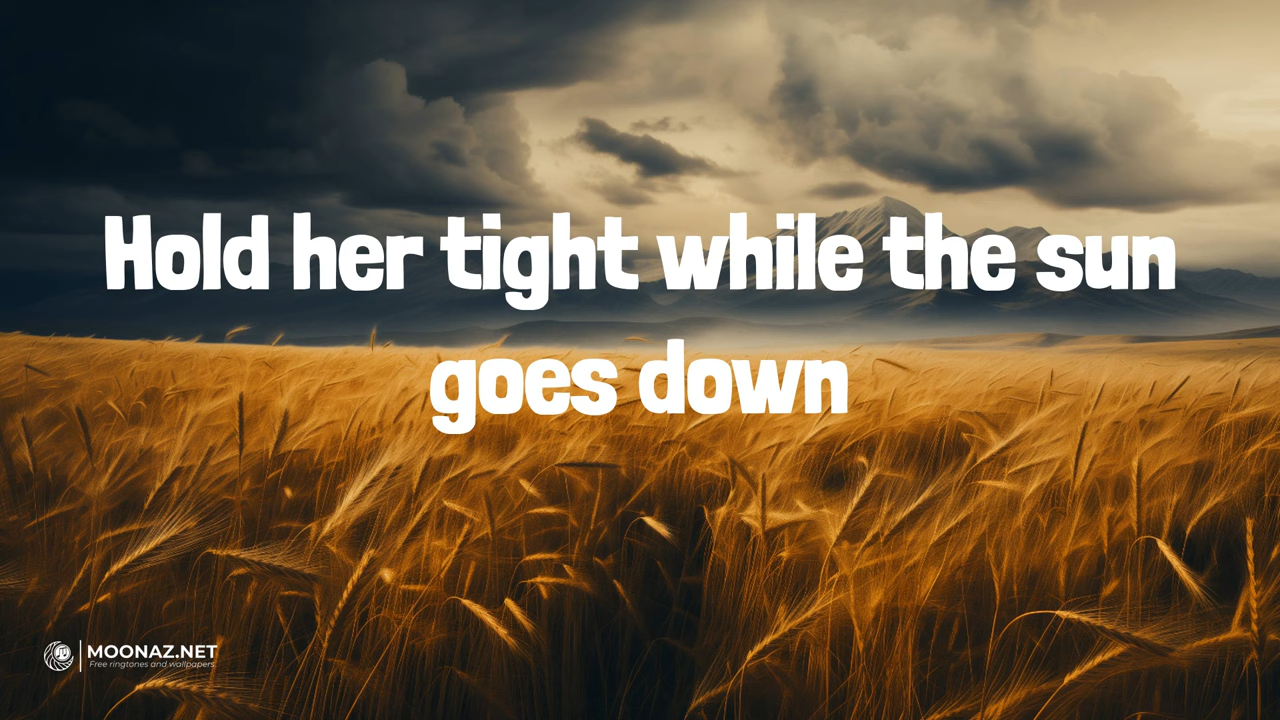 Hold her tight while the sun
goes down
MOONAZ.NET
Free ringtones and wallpapers